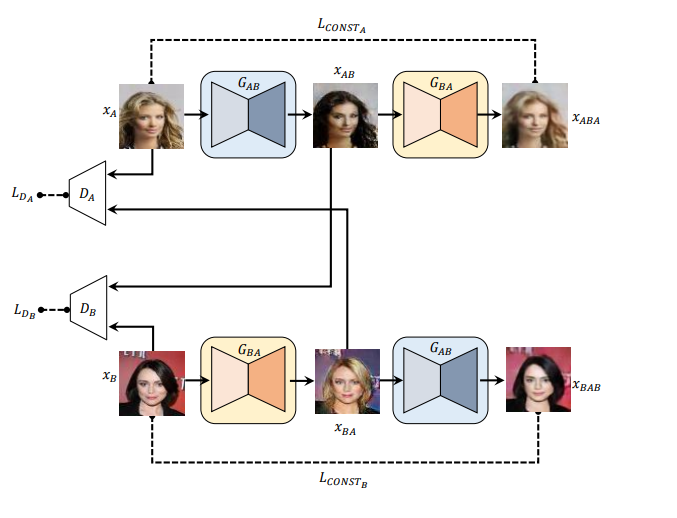 L_{CONST_A}
x_{AB}
G_{AB}
G_{BA}
x_A
x_{ABA}
D_A
L_{D_A}
D_B
L_{D_B}
G_{BA}
G_{AB}
x_B
x_{BAB}
x_{BA}
L_{CONST_B}